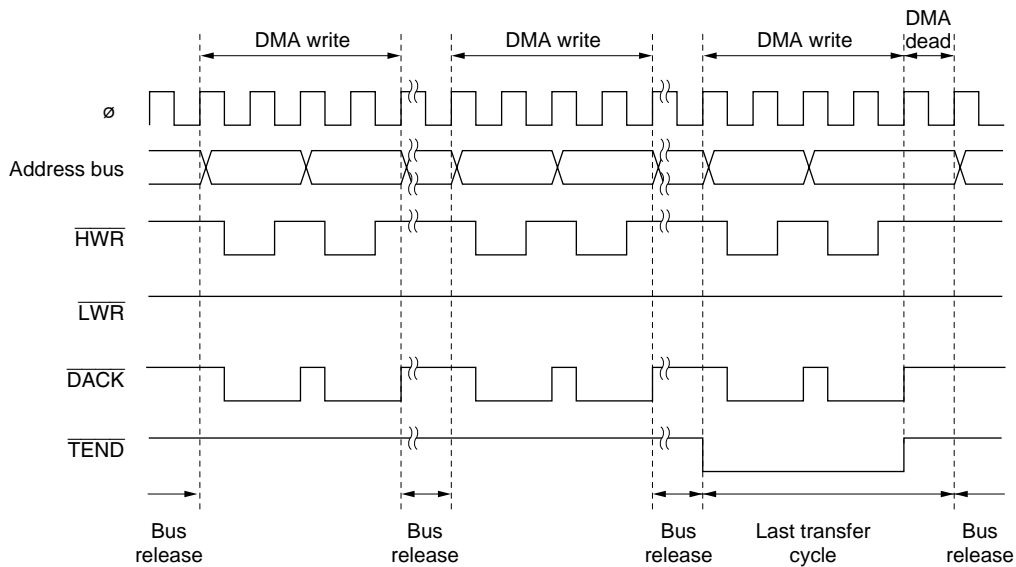 DMA
dead
DMA write DMA write DMA write
ø
Address bus
HWR
LWR
DACK
TEND
Bus release
Bus release
Bus release
Last transfer cycle
Bus release